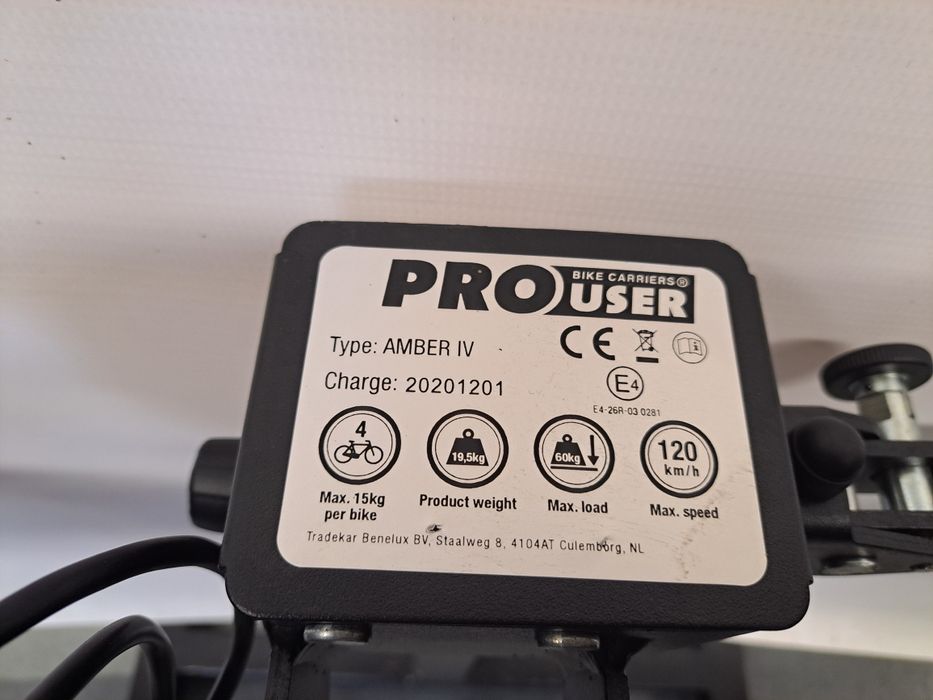 PRO USER
BIKE CARRIERS®
Type: AMBER IV
CE
Charge: 20201201
E4
E4-26R-03 0281
4
19,5kg
60kg
120 km/h
Max. 15kg per bike
Product weight
Max. load
Max. speed
Tradekar Benelux BV, Staalweg 8, 4104AT Culemborg, NL